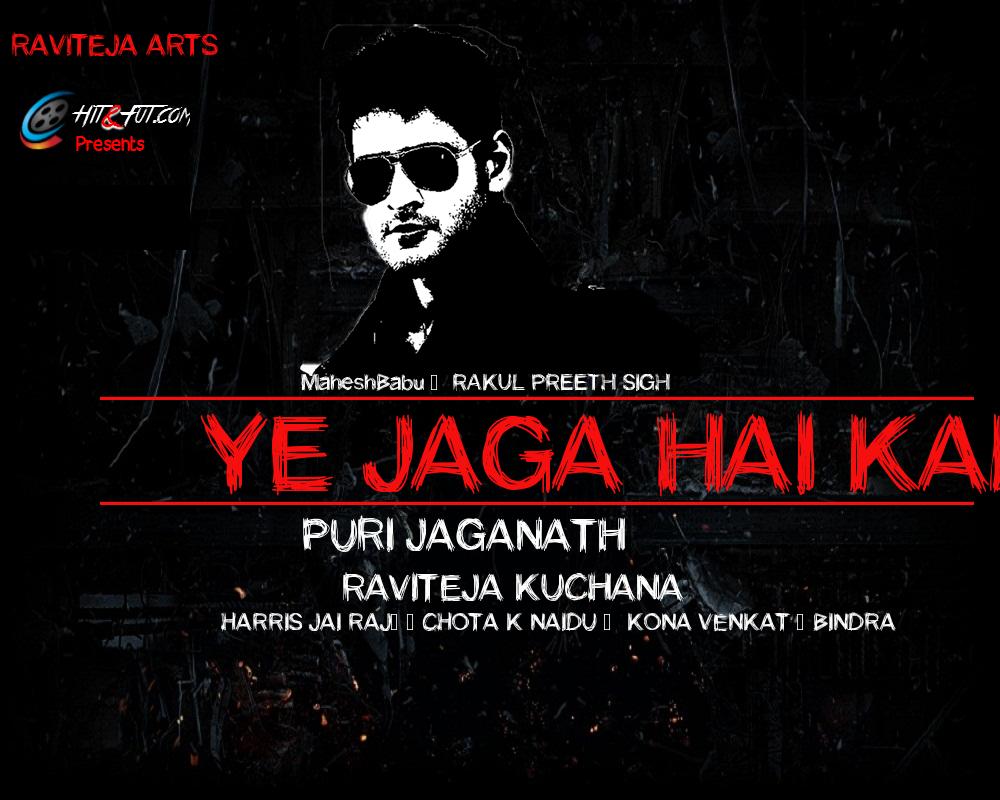 RAVITEJA ARTS
HIT&FUT.COM
Presents
MaheshBabu RAKUL PREETH SIGH
YE JAGA HAI
PURI JAGANATH
RAVITEJA KUCHANA
HARRIS JAI RAJ CHOTA K NAIDU KONA VENKAT BINDRA